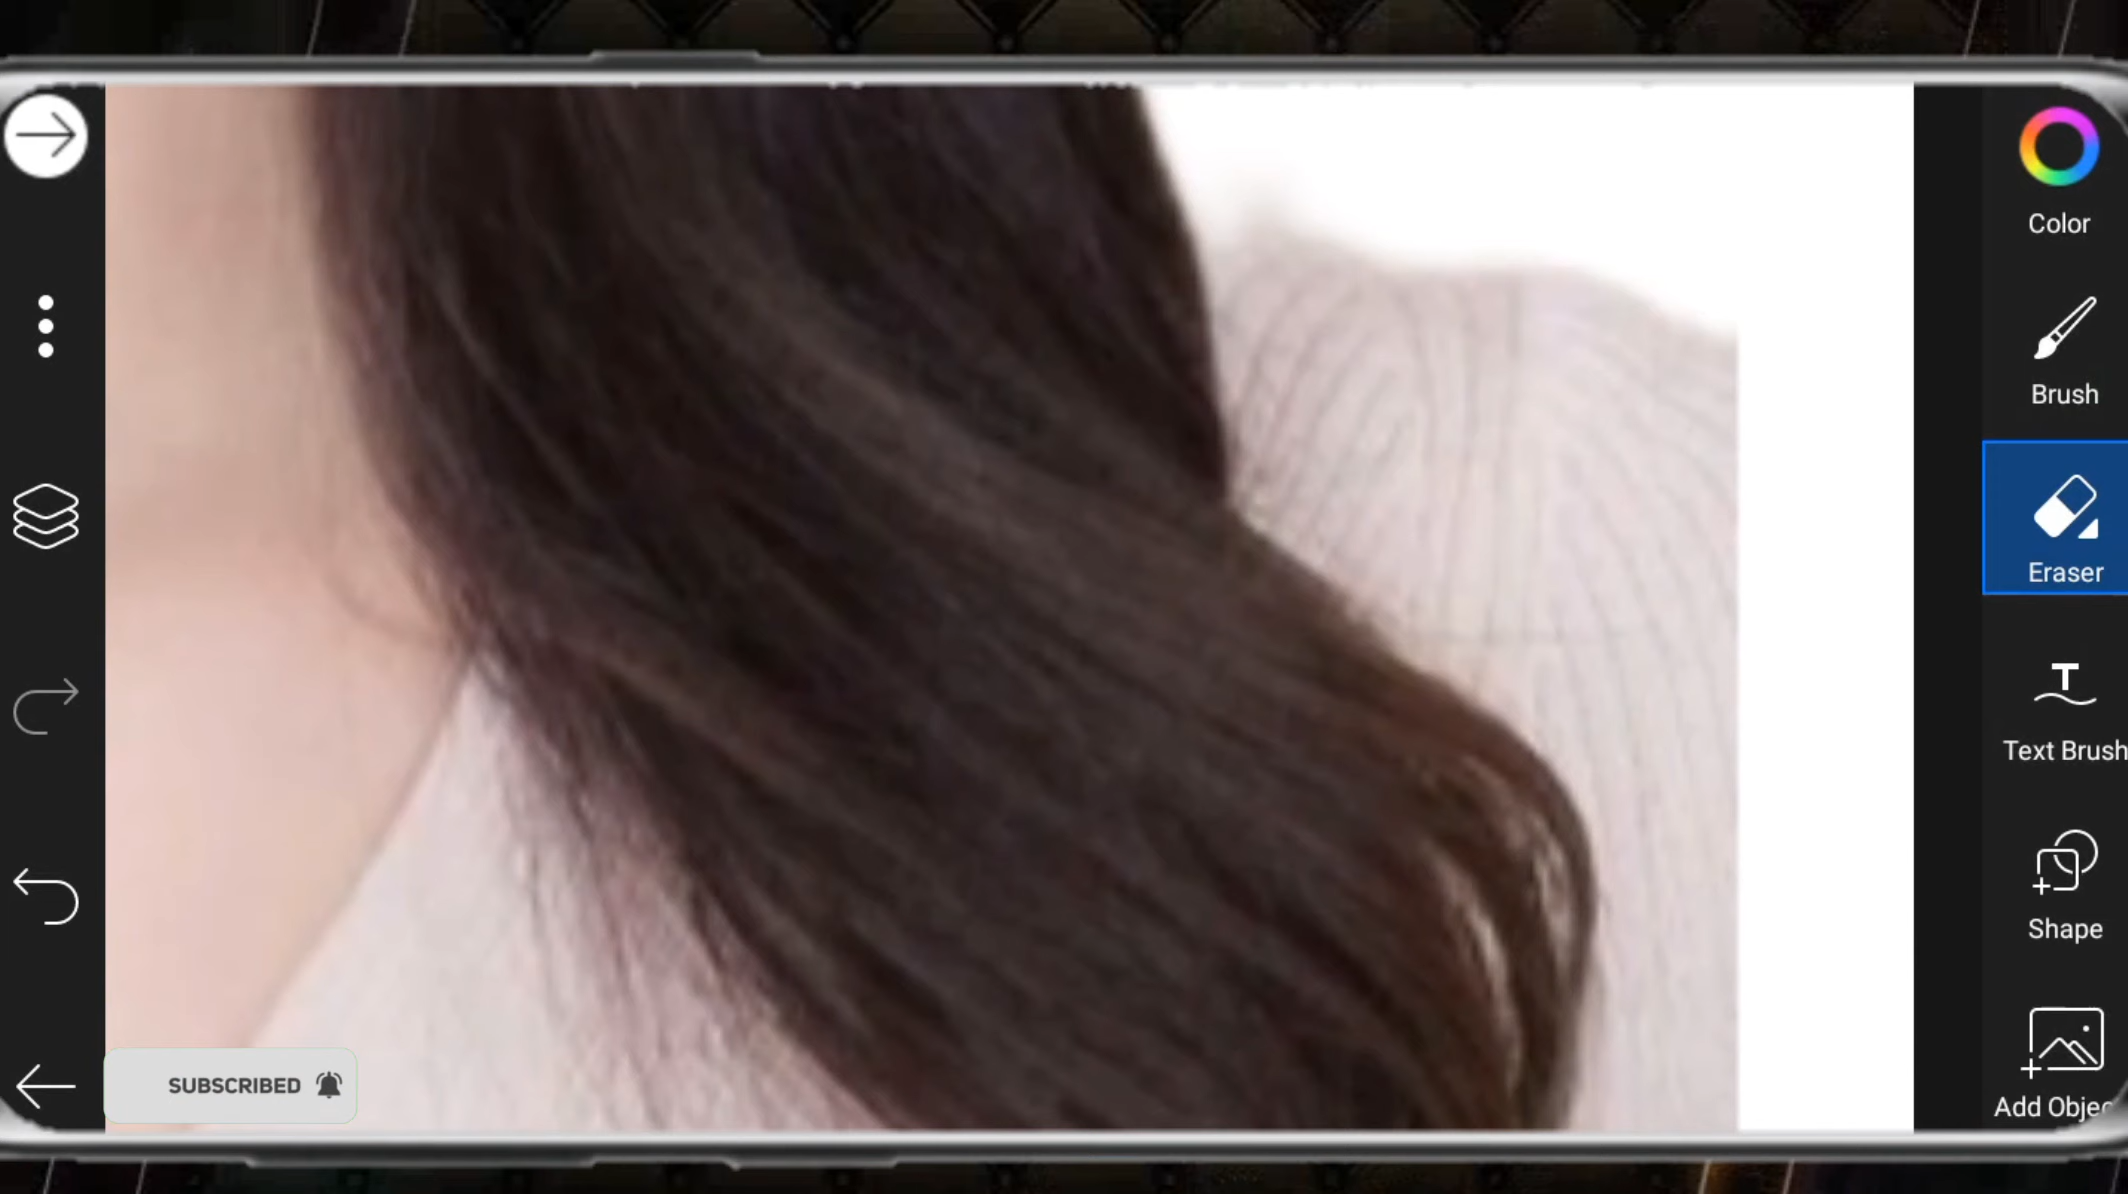 Color
Brush
Eraser
Text Brush
Shape
Add Objec
SUBSCRIBED